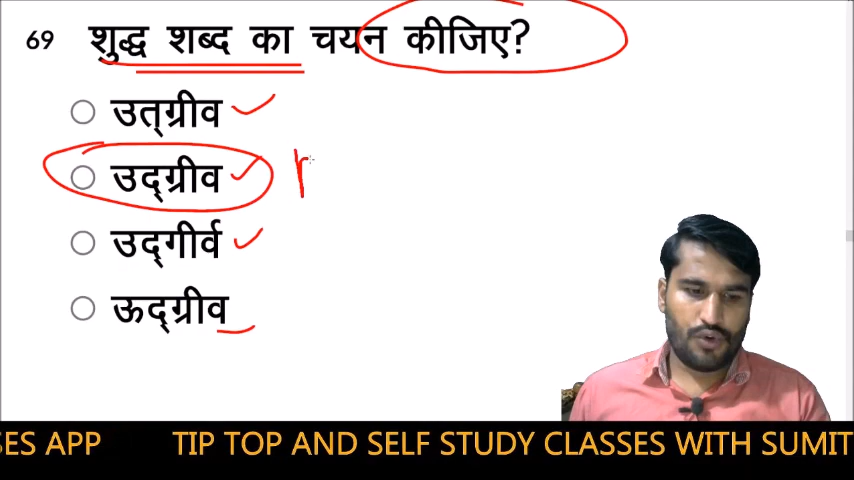 69 शुद्ध शब्द का चयन कीजिए?
उत्ग्रीव
उद्ग्रीव
उद्गीर्व
ऊद्ग्रीव
SES APP TIP TOP AND SELF STUDY CLASSES WITH SUMIT